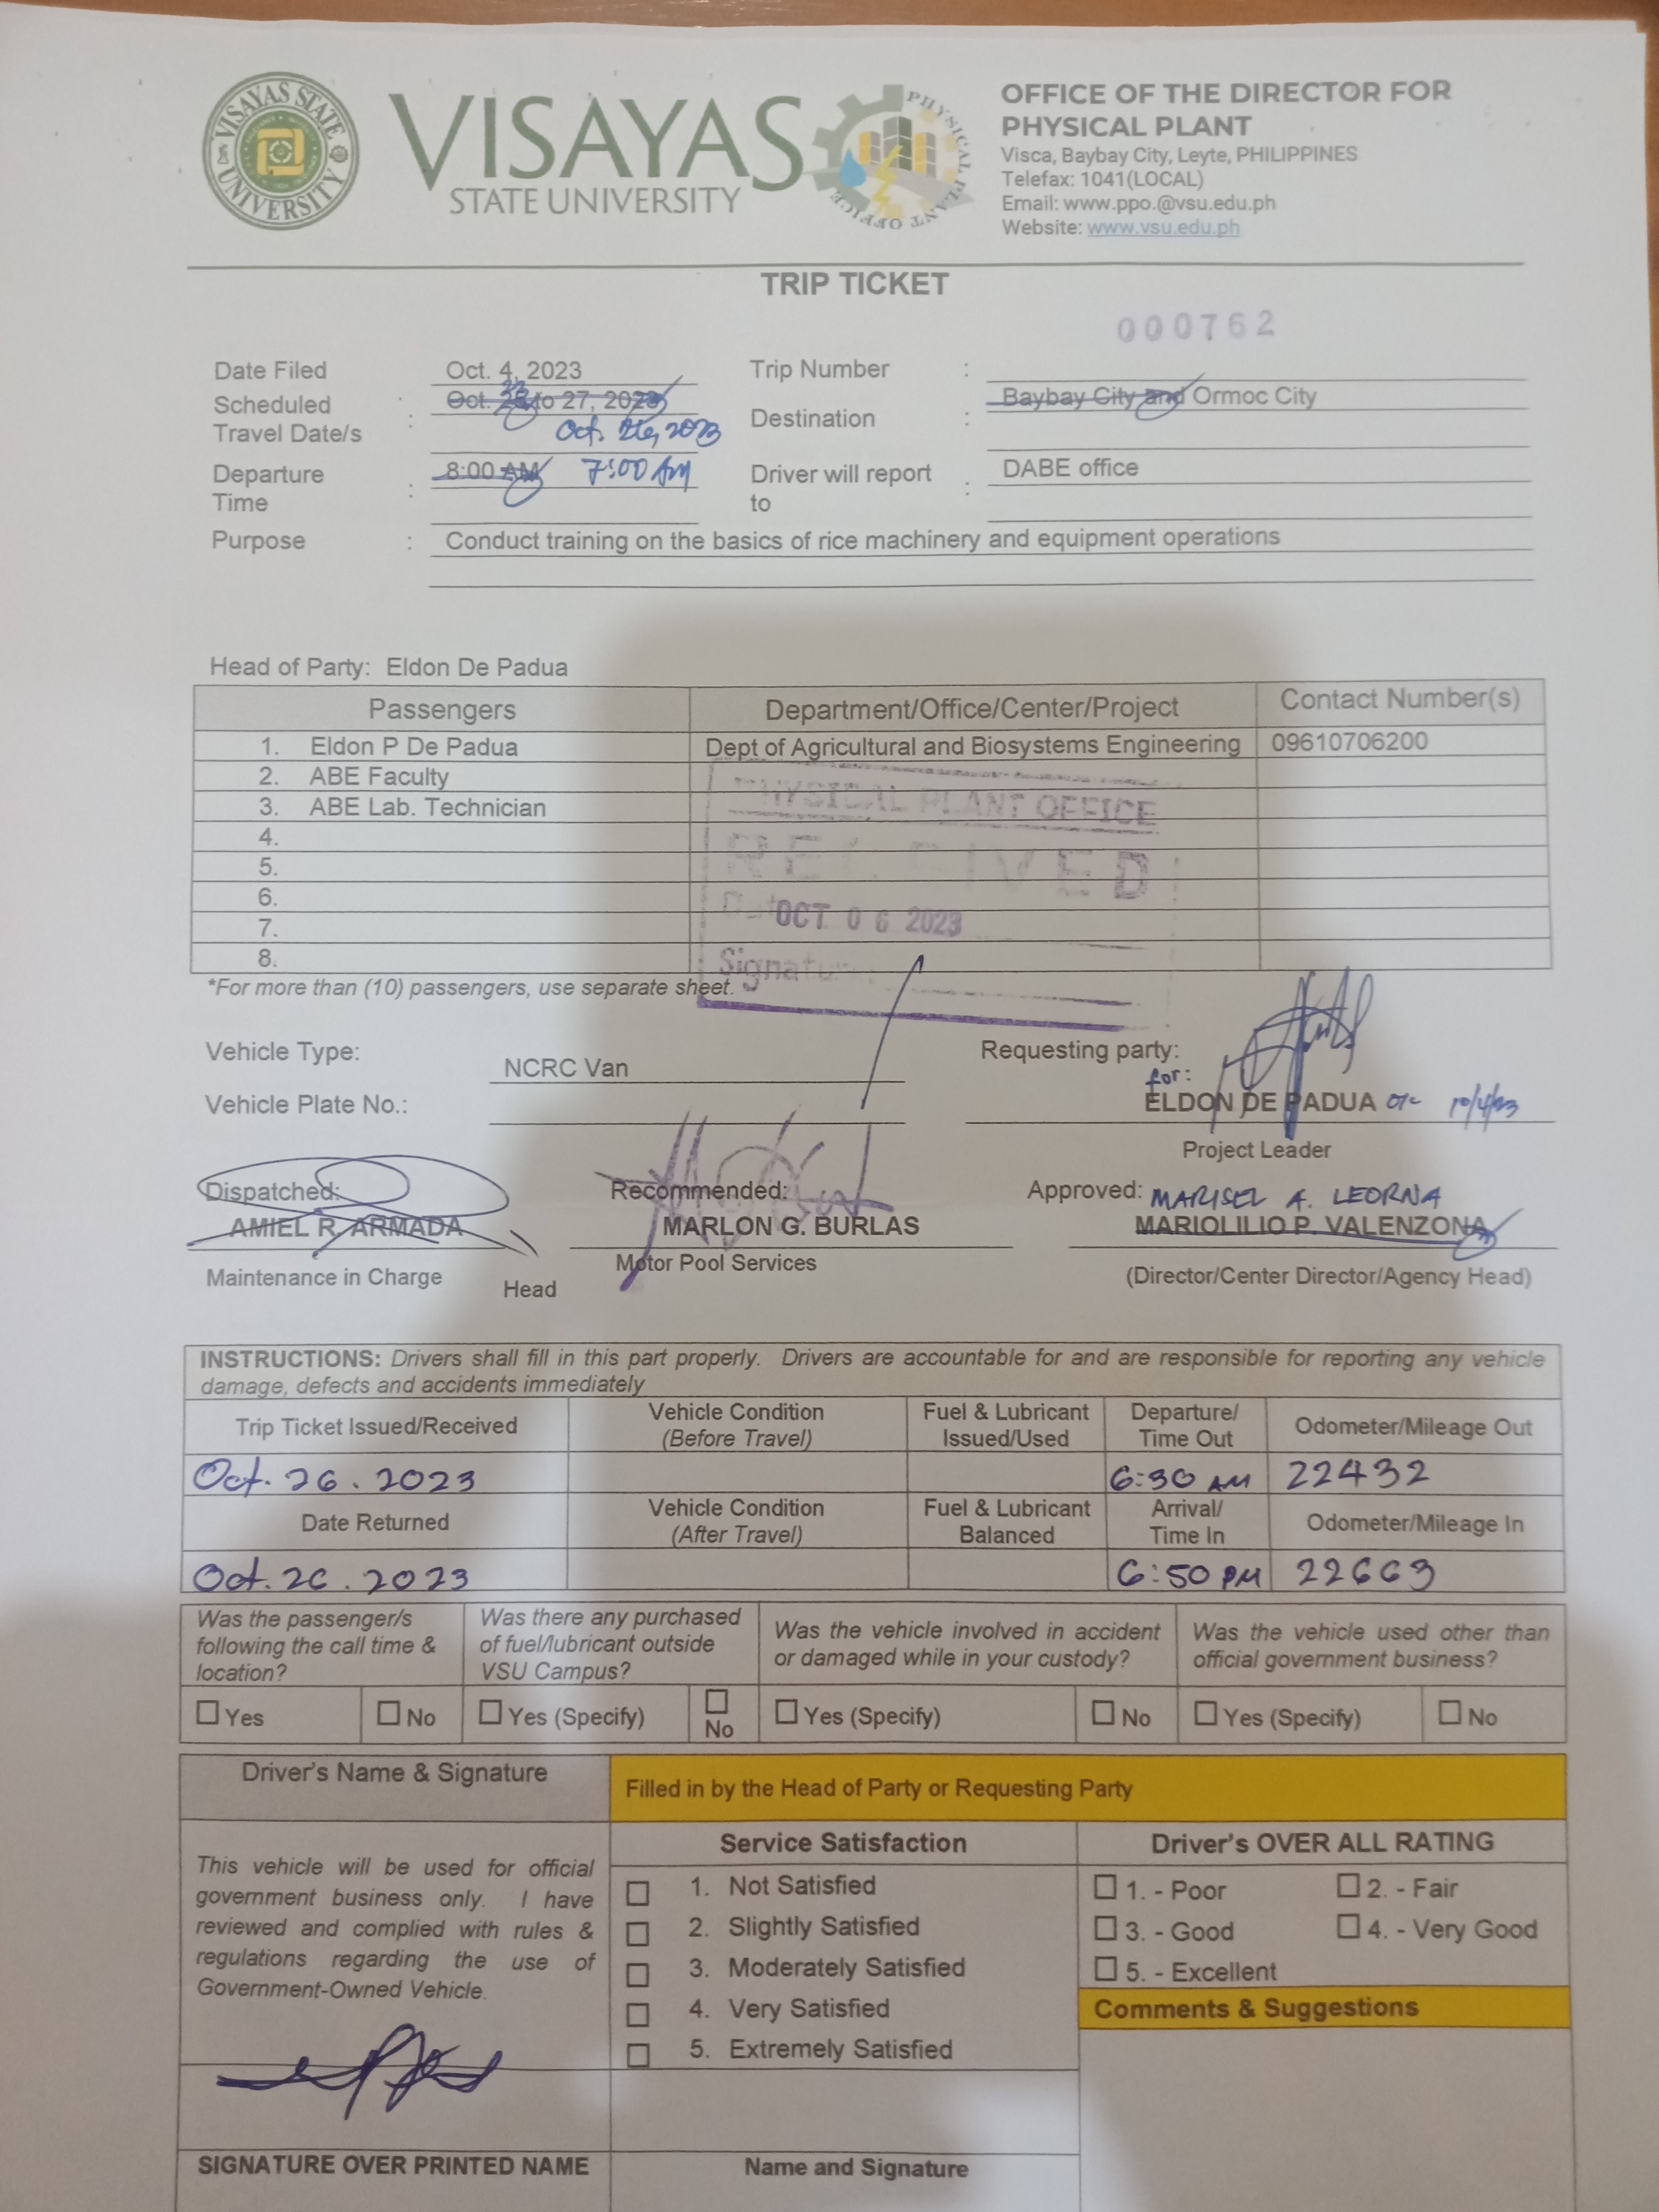 VISAYAS STATE UNIVERSITY
VISAYAS
STATE UNIVERSITY
PHYSICAL PLANT OFFICE
OFFICE OF THE DIRECTOR FOR
PHYSICAL PLANT
Visca, Baybay City, Leyte, PHILIPPINES
Telefax: 1041(LOCAL)
Email: www.ppo.@vsu.edu.ph
Website: www.vsu.edu.ph
TRIP TICKET
000762
Date Filed Oct. 4, 2023 Trip Number :
Scheduled Travel Date/s : Oct. to 27, 2023 Oct. 26, 2023
Destination : Baybay City and Ormoc City
Departure Time : 8:00 AM 7:00 AM
Driver will report to : DABE office
Purpose : Conduct training on the basics of rice machinery and equipment operations
Head of Party: Eldon De Padua
Passengers Department/Office/Center/Project Contact Number(s)
1. Eldon P De Padua Dept of Agricultural and Biosystems Engineering 09610706200
2. ABE Faculty
3. ABE Lab. Technician
4.
5.
6.
7.
8.
PHYSICAL PLANT OFFICE
RECEIVED
Date OCT 06 2023
Signature:
*For more than (10) passengers, use separate sheet.
Vehicle Type: NCRC Van
Requesting party:
for:
Vehicle Plate No.:
ELDON DE PADUA 10/4/23
Project Leader
Dispatched: Recommended: Approved: MARISEL A. LEORNA
AMIEL R. ARMADA MARLON G. BURLAS MARIOLILIO P. VALENZONA
Maintenance in Charge Head Motor Pool Services (Director/Center Director/Agency Head)
INSTRUCTIONS: Drivers shall fill in this part properly. Drivers are accountable for and are responsible for reporting any vehicle
damage, defects and accidents immediately
Trip Ticket Issued/Received Vehicle Condition (Before Travel) Fuel & Lubricant Issued/Used Departure/ Time Out Odometer/Mileage Out
Oct. 26. 2023 6:30 AM 22432
Date Returned Vehicle Condition (After Travel) Fuel & Lubricant Balanced Arrival/ Time In Odometer/Mileage In
Oct. 26. 2023 6:50 PM 22663
Was the passenger/s following the call time & location?
Was there any purchased of fuel/lubricant outside VSU Campus?
Was the vehicle involved in accident or damaged while in your custody?
Was the vehicle used other than official government business?
Yes No Yes (Specify) No Yes (Specify) No Yes (Specify) No
Driver's Name & Signature Filled in by the Head of Party or Requesting Party
This vehicle will be used for official
government business only. I have
reviewed and complied with rules &
regulations regarding the use of
Government-Owned Vehicle.
Service Satisfaction
1. Not Satisfied
2. Slightly Satisfied
3. Moderately Satisfied
4. Very Satisfied
5. Extremely Satisfied
Driver's OVER ALL RATING
1. - Poor 2. - Fair
3. - Good 4. - Very Good
5. - Excellent
Comments & Suggestions
SIGNATURE OVER PRINTED NAME Name and Signature